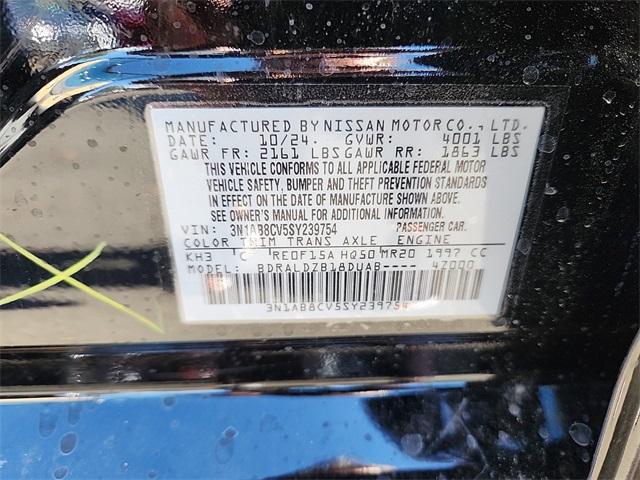 MANUFACTURED BY NISSAN MOTOR CO., LTD.
DATE: 10/24. GVWR: 4001 LBS
GAWR FR: 2161 LBS GAWR RR: 1863 LBS
THIS VEHICLE CONFORMS TO ALL APPLICABLE FEDERAL MOTOR
VEHICLE SAFETY, BUMPER AND THEFT PREVENTION STANDARDS
IN EFFECT ON THE DATE OF MANUFACTURE SHOWN ABOVE.
SEE OWNER'S MANUAL FOR ADDITIONAL INFORMATION.
VIN: 3N1AB8CV5SY239754 PASSENGER CAR.
COLOR TRIM TRANS AXLE ENGINE
KH3 C RE0F15A HQ50 MR20 1997 CC
MODEL: BDRALDZB18DUAB---- 4Z000
3N1AB8CV5SY239754